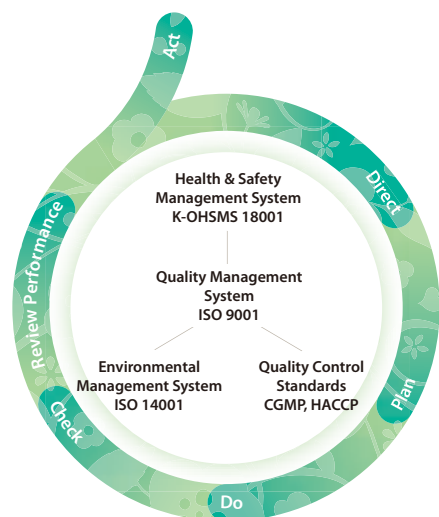 Act
Direct
Plan
Do
Check
Review Performance
Health & Safety
Management System
K-OHSMS 18001
Quality Management
System
ISO 9001
Environmental
Management System
ISO 14001
Quality Control
Standards
CGMP, HACCP